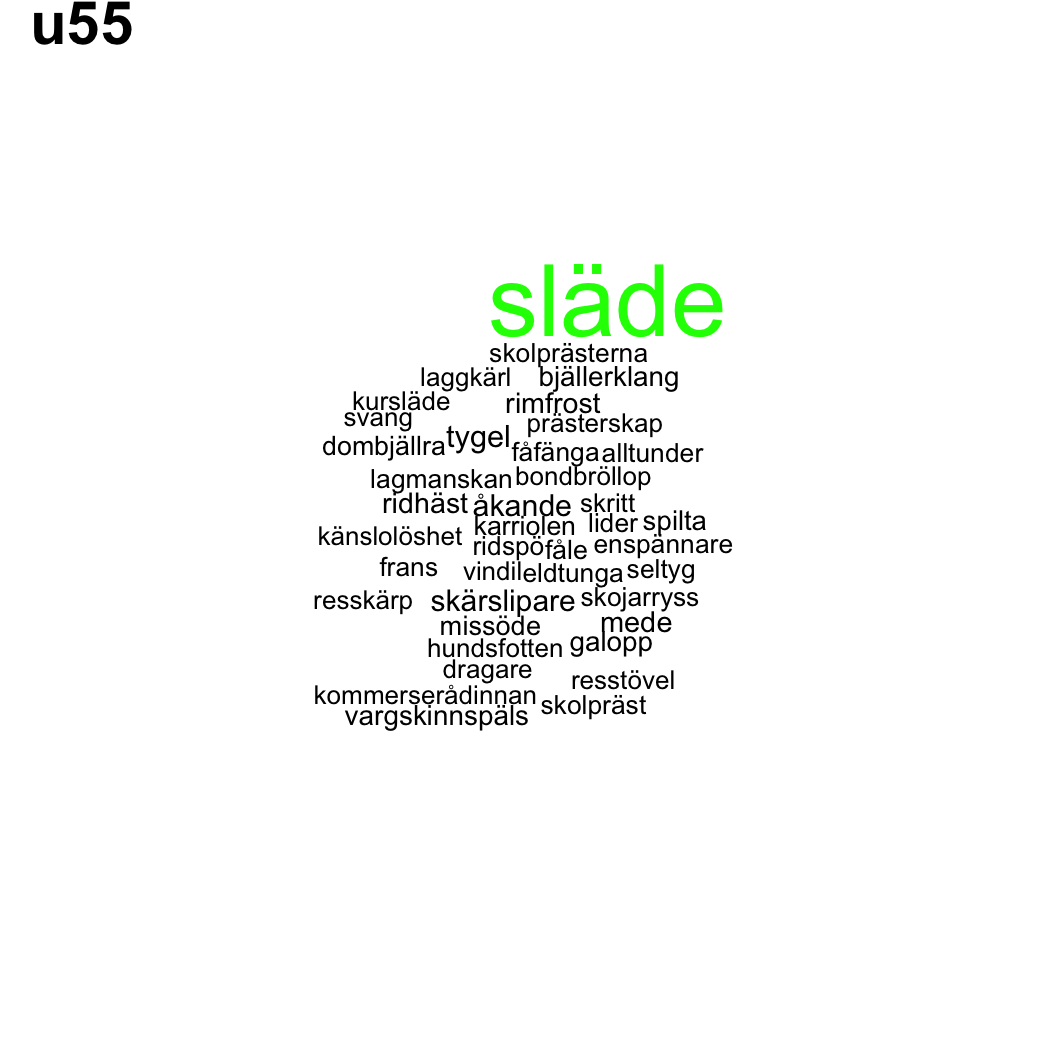 u55
släde
skolprästerna
laggkärl bjällerklang
kursläde rimfrost
svang prästerskap
dombjällra tygel fåfänga alltunder
lagmanskan bondbröllop
ridhäst åkande skritt
känslolöshet karriolen lider spilta
ridspö fåle enspännare
frans vindil eldtunga seltyg
resskärp skärslipare skojarryss
missöde mede
hundsfotten galopp
dragare resstövel
kommerserådinnan skolpräst
vargskinnspäls